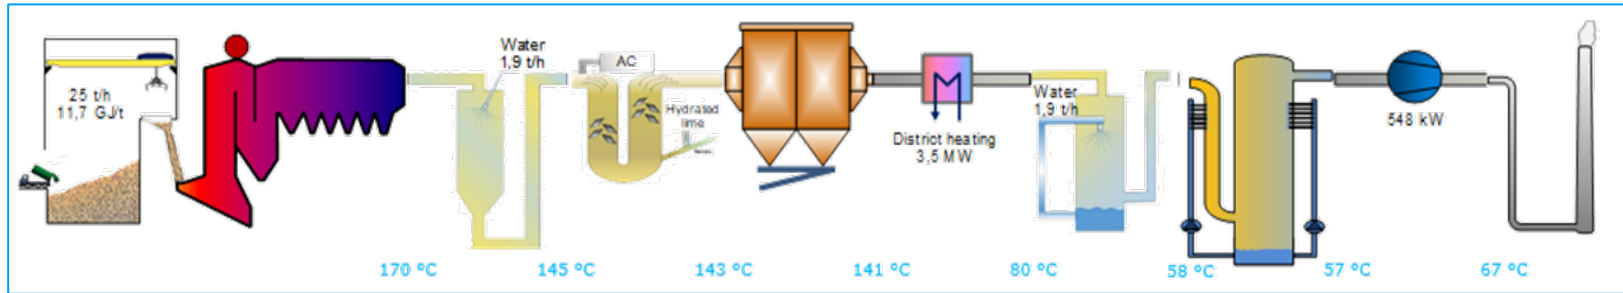 25 t/h
11,7 GJ/t
Water
1,9 t/h
AC
Hydrated
lime
District heating
3,5 MW
Water
1,9 t/h
548 kW
170 °C
145 °C
143 °C
141 °C
80 °C
58 °C
57 °C
67 °C